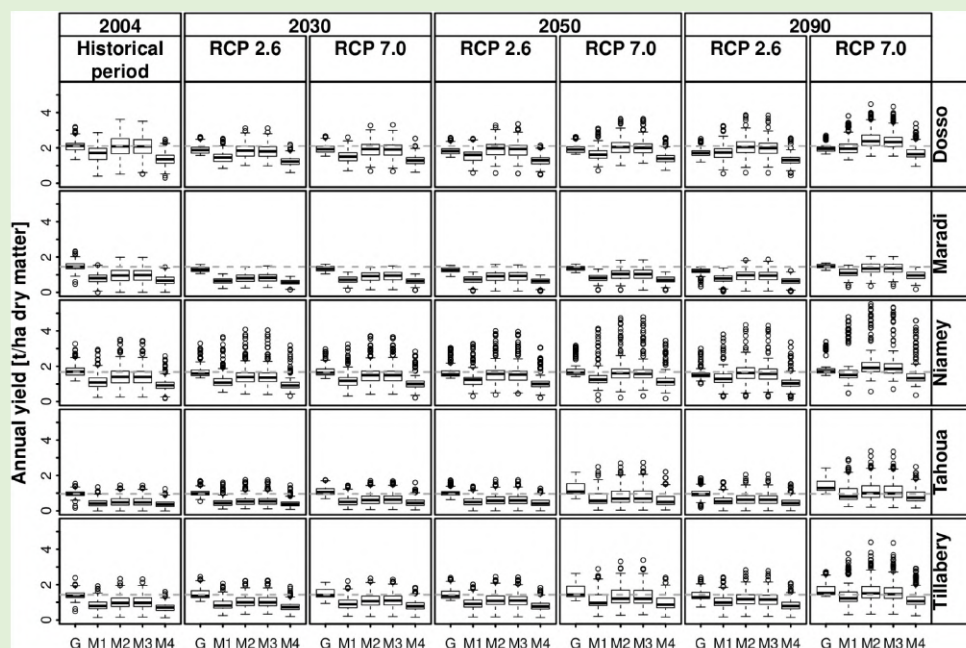 2004 2030 2050 2090
Historical period RCP 2.6 RCP 7.0 RCP 2.6 RCP 7.0 RCP 2.6 RCP 7.0
Annual yield [t/ha dry matter]
0 2 4
Dosso
0 2 4
Maradi
0 2 4
Niamey
0 2 4
Tahoua
0 2 4
Tillabery
G M1 M2 M3 M4 G M1 M2 M3 M4 G M1 M2 M3 M4 G M1 M2 M3 M4 G M1 M2 M3 M4 G M1 M2 M3 M4 G M1 M2 M3 M4